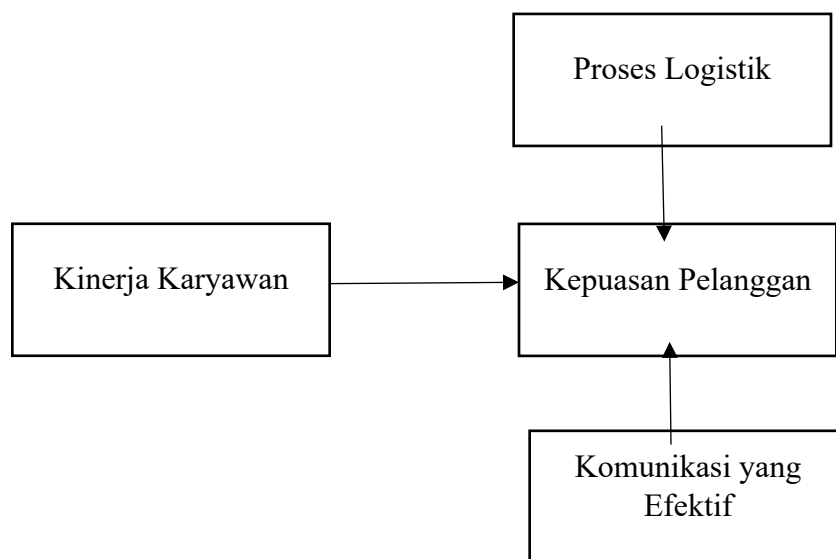 Proses Logistik
Kinerja Karyawan
Kepuasan Pelanggan
Komunikasi yang
Efektif